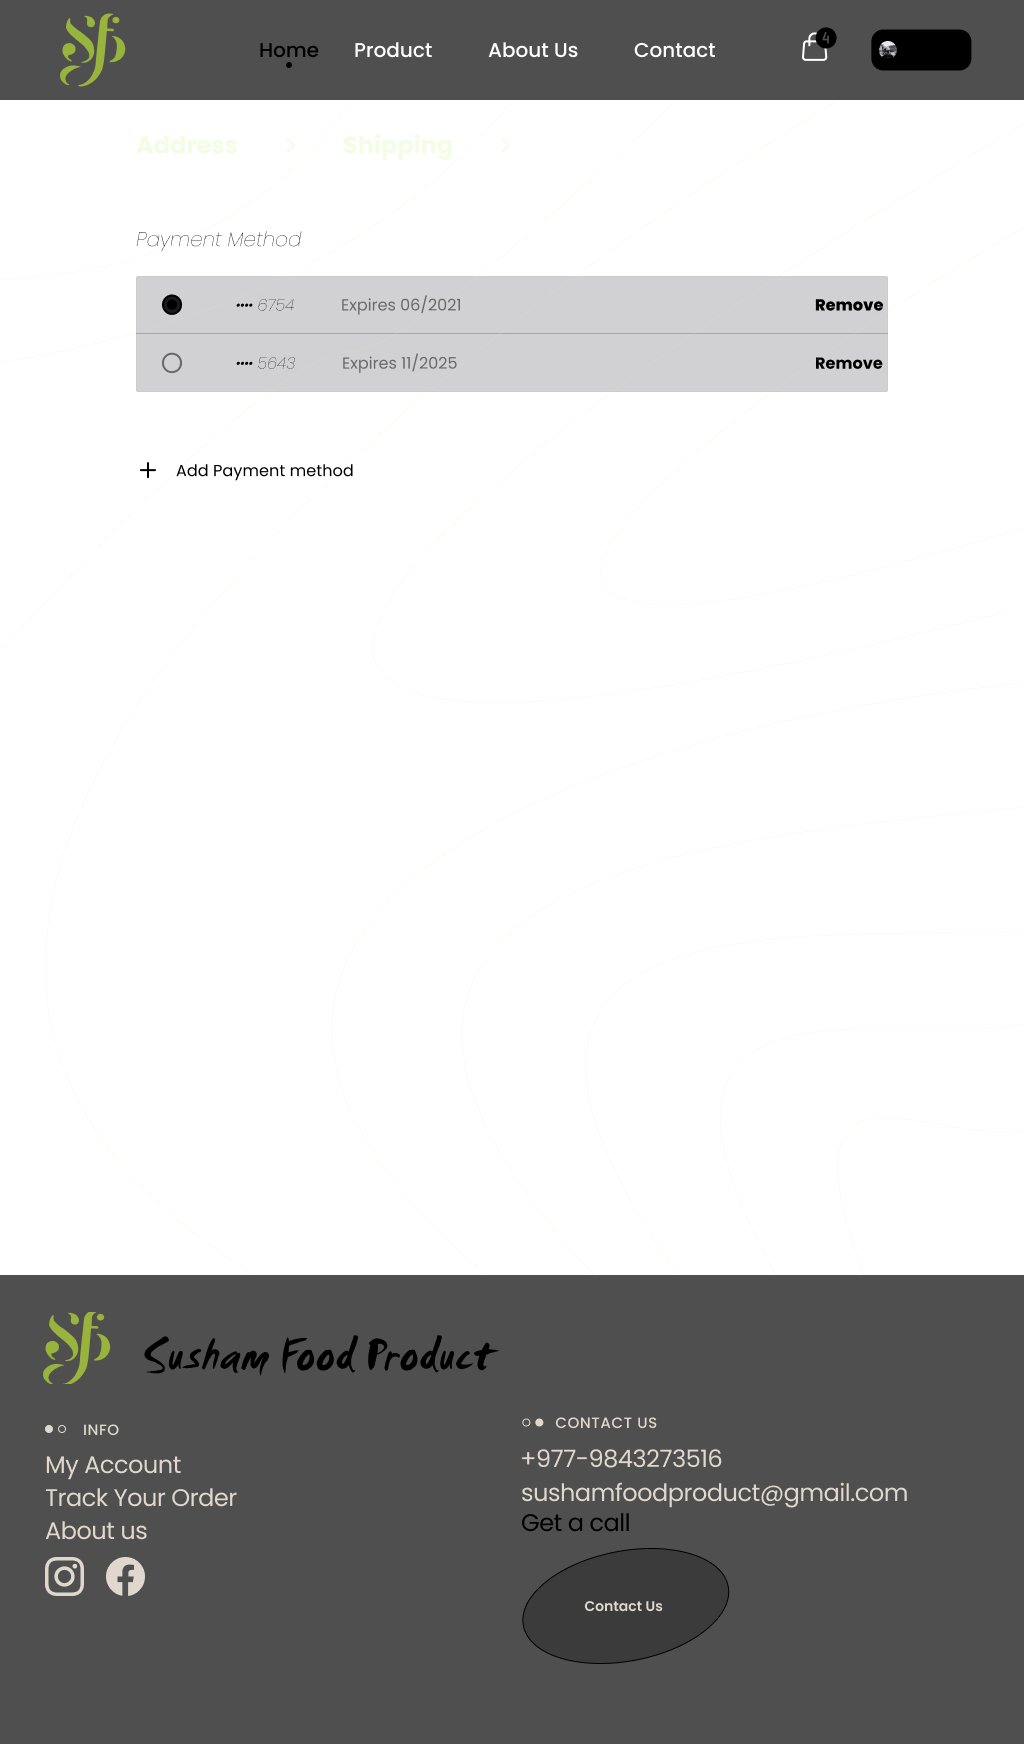 Home Product About Us Contact 4
Address > Shipping >
Payment Method
•••• 6754 Expires 06/2021 Remove
•••• 5643 Expires 11/2025 Remove
+ Add Payment method
Susham Food Product
INFO
My Account
Track Your Order
About us
CONTACT US
+977-9843273516
sushamfoodproduct@gmail.com
Get a call
Contact Us